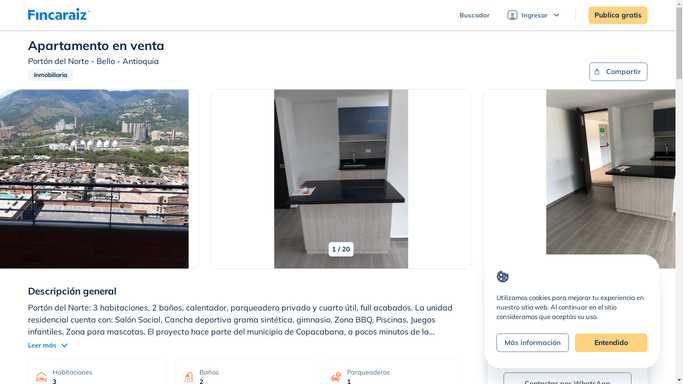 Fincaraiz
Buscador
Ingresar
Publica gratis
Apartamento en venta
Portón del Norte - Bello - Antioquia
Inmobiliaria
Compartir
1 / 20
Descripción general
Portón del Norte: 3 habitaciones, 2 baños, calentador, parqueadero privado y cuarto útil, full acabados. La unidad
residencial cuenta con: Salón Social, Cancha deportiva grama sintética, gimnasio, Zona BBQ, Piscinas, Juegos
infantiles, Zona para mascotas. El proyecto hace parte del municipio de Copacabana, a pocos minutos de la...
Leer más
Habitaciones
3
Baños
2
Parqueaderos
1
Utilizamos cookies para mejorar tu experiencia en
nuestro sitio web. Al continuar en el sitio
consideramos que aceptas su uso.
Más información
Entendido
Contactar por WhatsApp